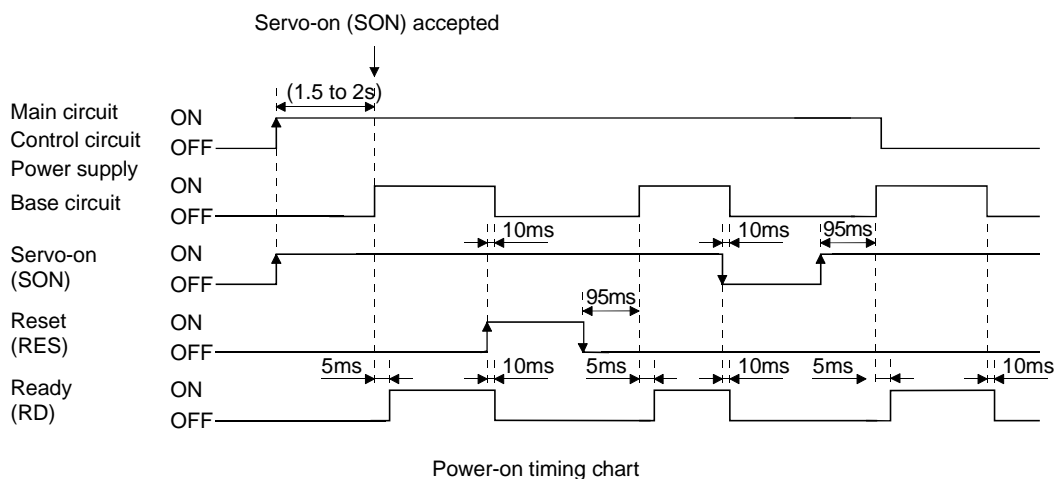 Servo-on (SON) accepted
(1.5 to 2s)
Main circuit
Control circuit
Power supply
ON
OFF
Base circuit
ON
OFF
10ms
10ms
95ms
Servo-on
(SON)
ON
OFF
95ms
Reset
(RES)
ON
OFF
5ms
10ms
5ms
10ms
5ms
10ms
Ready
(RD)
ON
OFF
Power-on timing chart